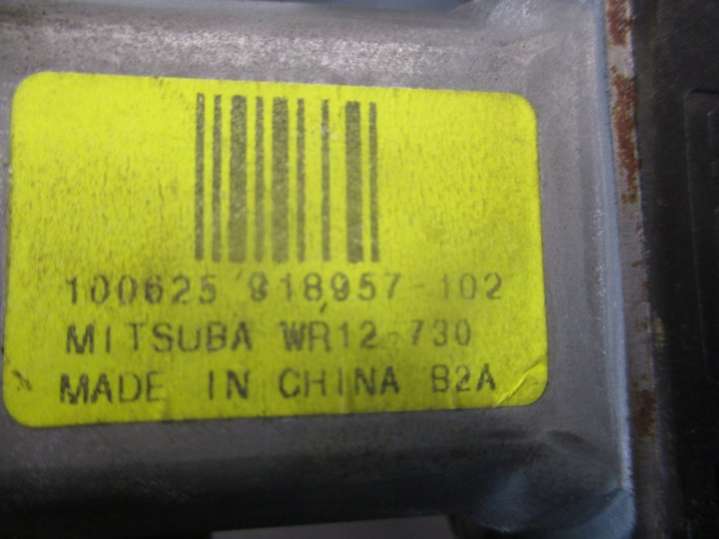 100625 918957-102
MITSUBA WR12-730
MADE IN CHINA B2A